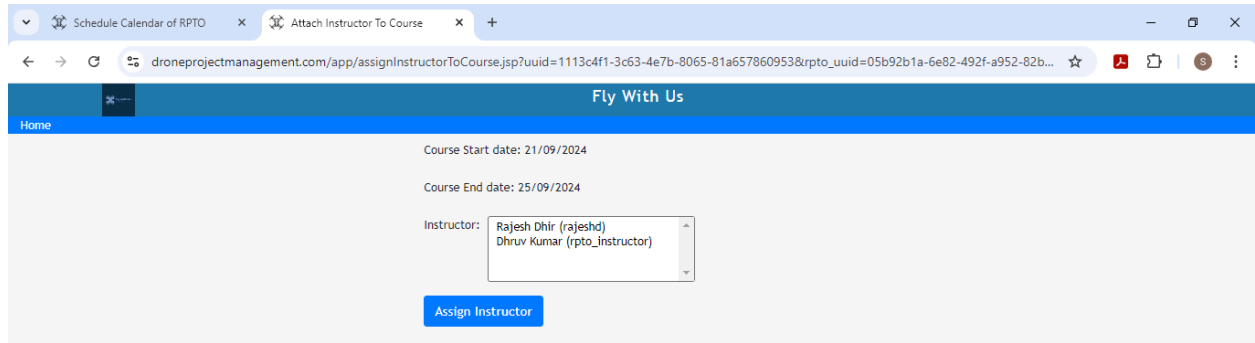 Schedule Calendar of RPTO
Attach Instructor To Course
droneprojectmanagement.com/app/assignInstructorToCourse.jsp?uuid=1113c4f1-3c63-4e7b-8065-81a657860953&rpto_uuid=05b92b1a-6e82-492f-a952-82b...
S
Fly With Us
Home
Course Start date: 21/09/2024
Course End date: 25/09/2024
Instructor:
Rajesh Dhir (rajeshd)
Dhruv Kumar (rpto_instructor)
Assign Instructor